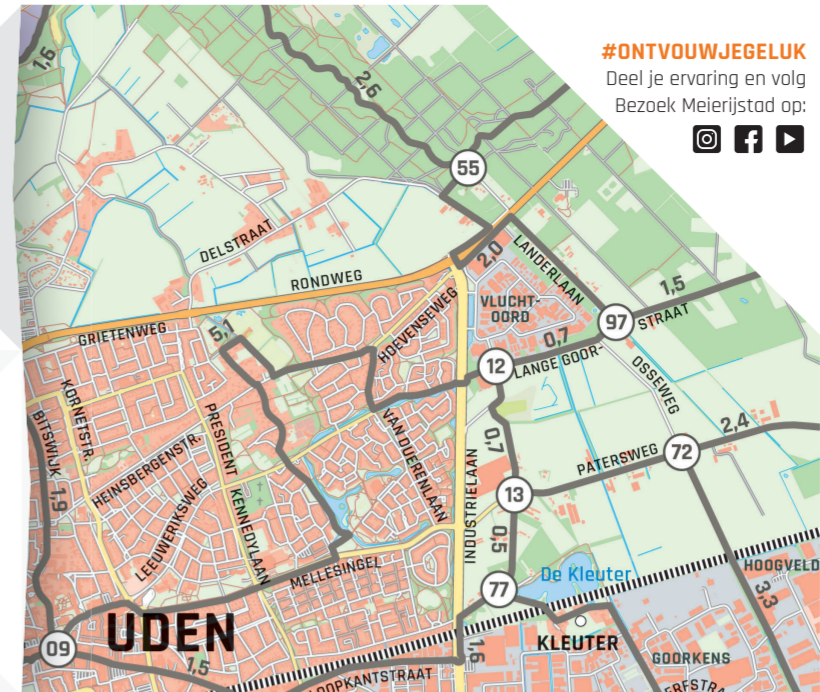 #ONTVOUWJEGELUK
Deel je ervaring en volg
Bezoek Meierijstad op:
1,6
2,6
55
DELSTRAAT
2,0
LANDERLAAN
RONDWEG
1,5
VLUCHT-
OORD
HOEVENSEWEG
97
STRAAT
GRIETENWEG
5,1
0,7
12
LANGE GOOR-
OSSEWEG
KORNETSTR.
BITSWIJK
PRESIDENT
KENNEDYLAAN
VAN DUERENLAAN
0,7
2,4
HEINSBERGENSTR.
PATERSWEG
72
LEEUWERIKSWEG
1,9
INDUSTRIELAAN
13
0,5
MELLESINGEL
De Kleuter
HOOGVELD
77
3,3
UDEN
KLEUTER
09
1,5
1,6
GOORKENS
LOOPKANTSTRAAT